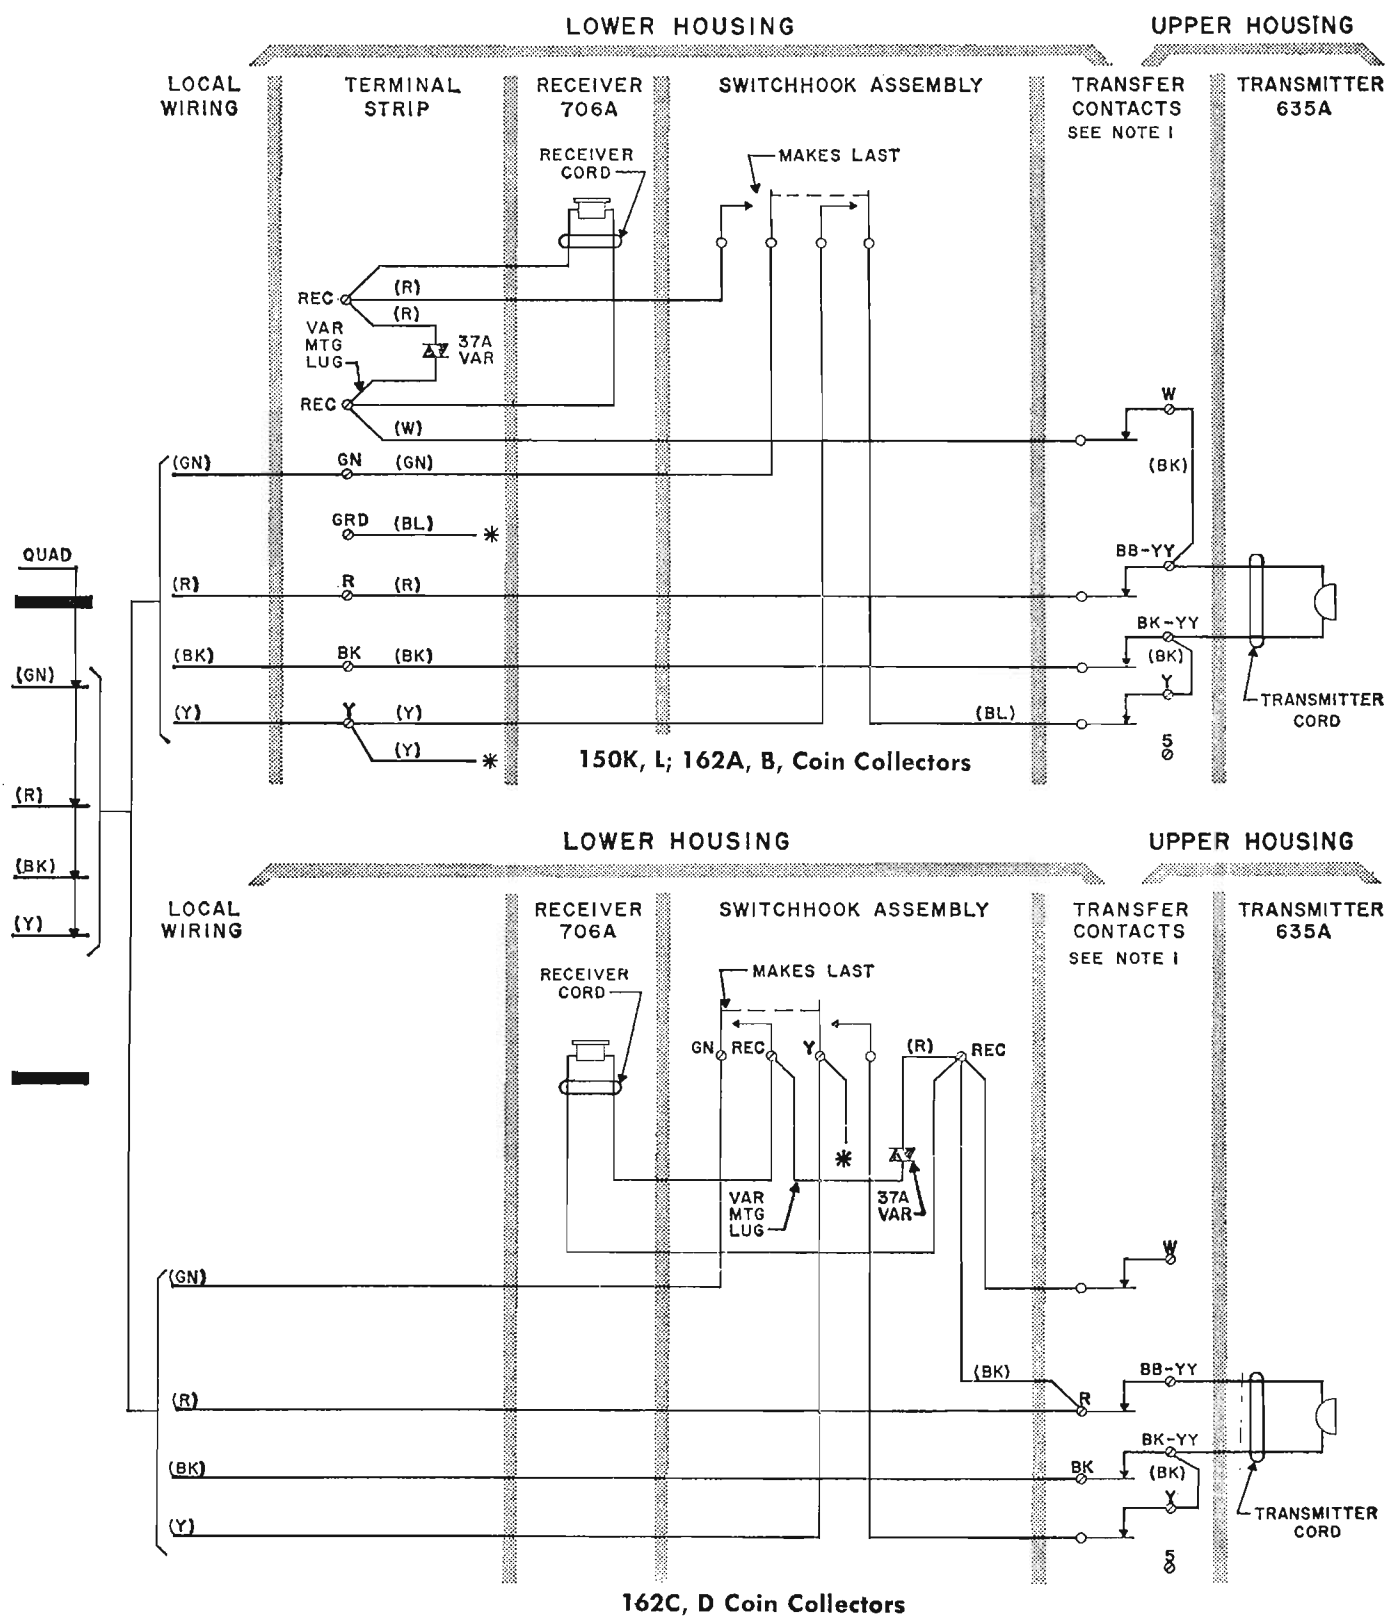 LOWER HOUSING
UPPER HOUSING
LOCAL WIRING
TERMINAL STRIP
RECEIVER 706A
SWITCHHOOK ASSEMBLY
TRANSFER CONTACTS
SEE NOTE 1
TRANSMITTER 635A
RECEIVER CORD
MAKES LAST
REC
(R)
(R)
VAR MTG LUG
37A VAR
REC
(W)
W
(BK)
(GN)
GN
(GN)
GRD
(BL)
*
QUAD
BB-YY
(R)
R
(R)
BK-YY
(BK)
BK
(BK)
(BK)
Y
(GN)
TRANSMITTER CORD
(Y)
Y
(Y)
(BL)
(Y)
*
5
150K, L; 162A, B, Coin Collectors
(R)
(BK)
(Y)
LOWER HOUSING
UPPER HOUSING
LOCAL WIRING
RECEIVER 706A
SWITCHHOOK ASSEMBLY
TRANSFER CONTACTS
SEE NOTE 1
TRANSMITTER 635A
RECEIVER CORD
MAKES LAST
GN
REC
Y
(R)
REC
*
VAR MTG LUG
37A VAR
W
(GN)
BB-YY
(BK)
(R)
R
BK-YY
(BK)
BK
(BK)
Y
TRANSMITTER CORD
(Y)
5
162C, D Coin Collectors